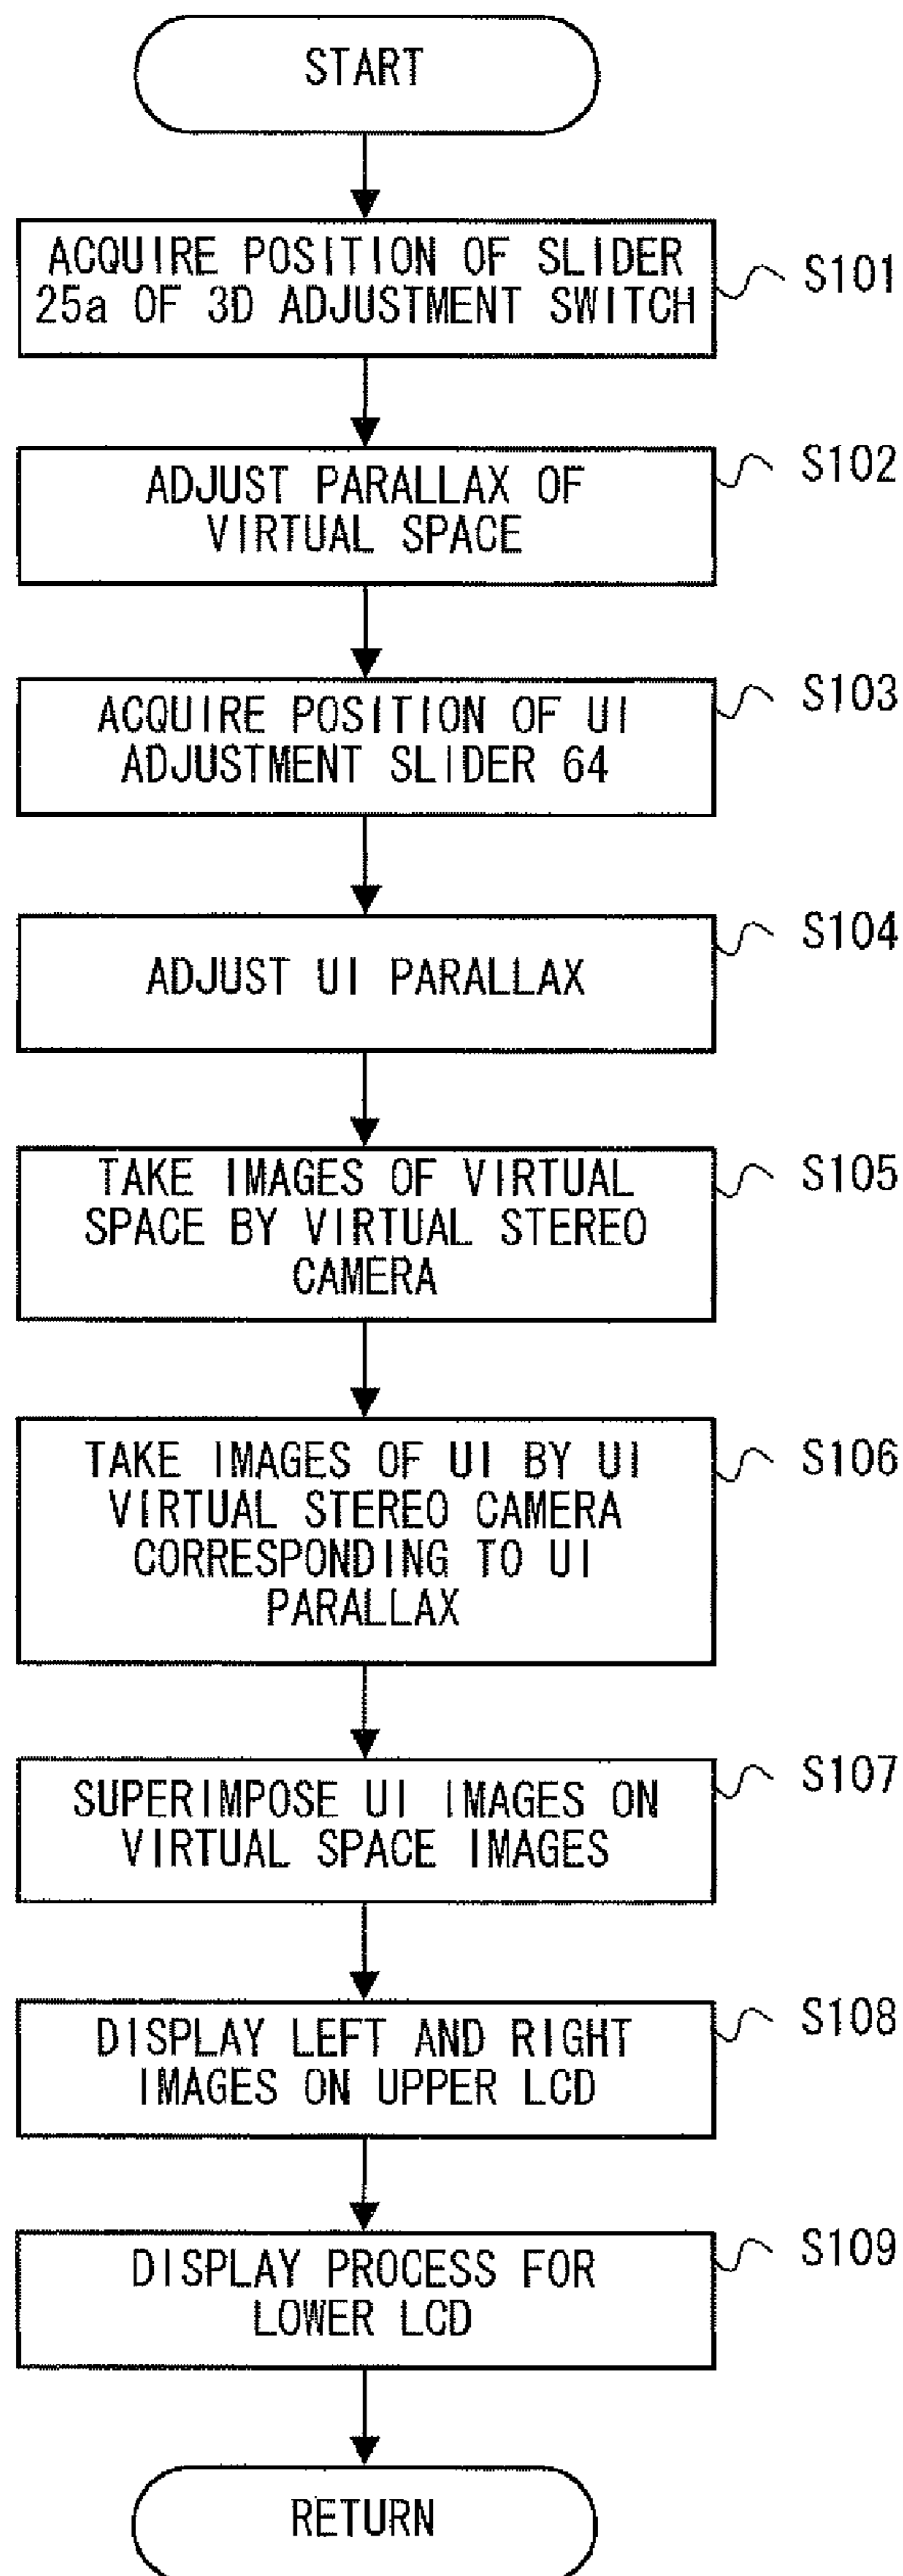 START
ACQUIRE POSITION OF SLIDER
25a OF 3D ADJUSTMENT SWITCH
S101
ADJUST PARALLAX OF
VIRTUAL SPACE
S102
ACQUIRE POSITION OF UI
ADJUSTMENT SLIDER 64
S103
ADJUST UI PARALLAX
S104
TAKE IMAGES OF VIRTUAL
SPACE BY VIRTUAL STEREO
CAMERA
S105
TAKE IMAGES OF UI BY UI
VIRTUAL STEREO CAMERA
CORRESPONDING TO UI
PARALLAX
S106
SUPERIMPOSE UI IMAGES ON
VIRTUAL SPACE IMAGES
S107
DISPLAY LEFT AND RIGHT
IMAGES ON UPPER LCD
S108
DISPLAY PROCESS FOR
LOWER LCD
S109
RETURN